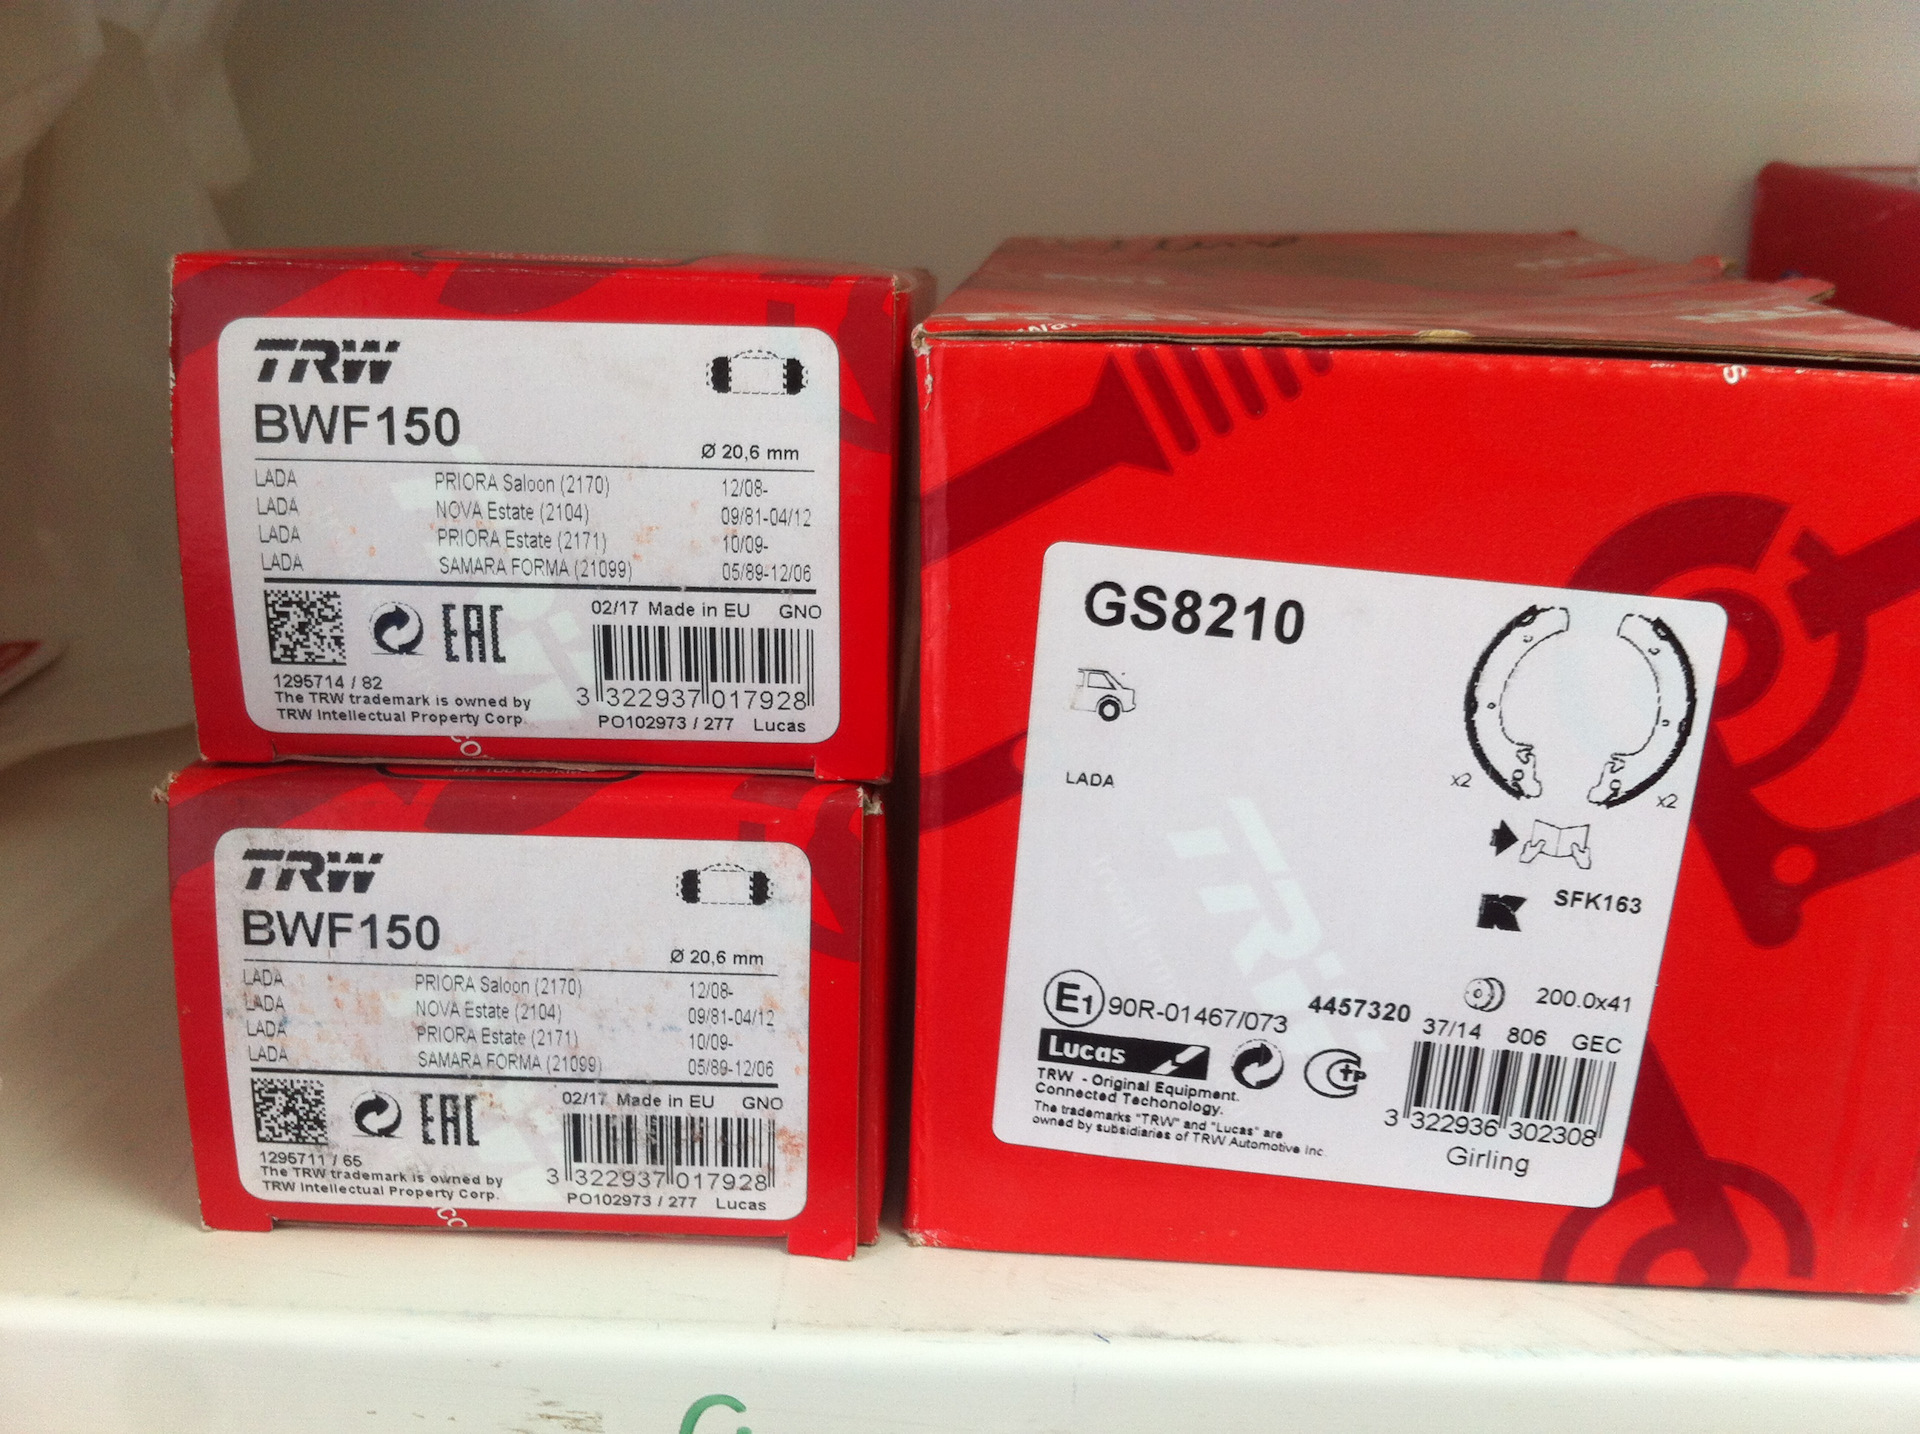 TRW
BWF150
Ø 20,6 mm
LADA PRIORA Saloon (2170) 12/08-
LADA NOVA Estate (2104) 09/81-04/12
LADA PRIORA Estate (2171) 10/09-
LADA SAMARA FORMA (21099) 05/89-12/06
02/17 Made in EU GNO
EAC
1295714 / 82
The TRW trademark is owned by
TRW Intellectual Property Corp.
3 322937 017928
PO102973 / 277 Lucas
TRW
BWF150
Ø 20,6 mm
LADA PRIORA Saloon (2170) 12/08-
LADA NOVA Estate (2104) 09/81-04/12
LADA PRIORA Estate (2171) 10/09-
LADA SAMARA FORMA (21099) 05/89-12/06
02/17 Made in EU GNO
EAC
1295711 / 65
The TRW trademark is owned by
TRW Intellectual Property Corp.
3 322937 017928
PO102973 / 277 Lucas
GS8210
LADA
x2 x2
SFK163
200.0x41
E1 90R-01467/073 4457320
37/14 806 GEC
Lucas
TRW - Original Equipment.
Connected Techonology.
The trademarks "TRW" and "Lucas" are
owned by subsidiaries of TRW Automotive Inc
3 322936 302308
Girling